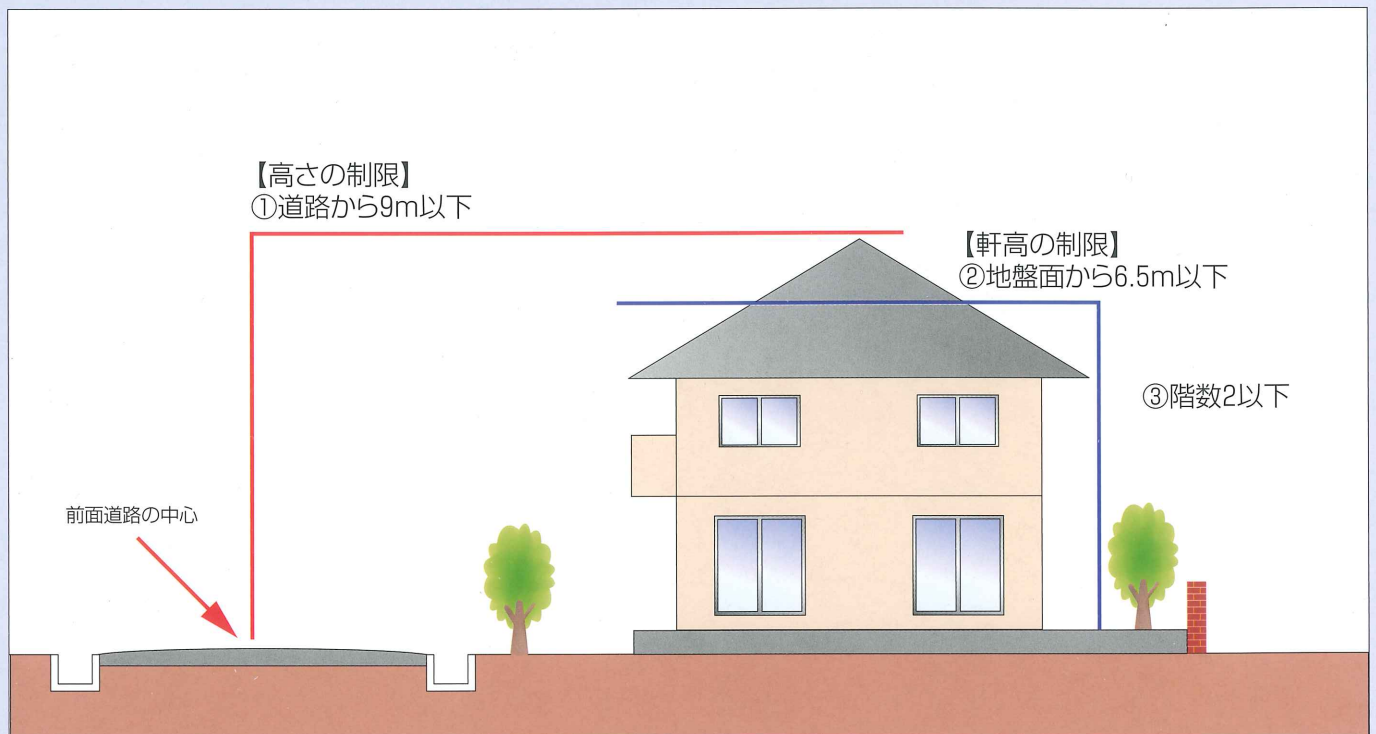 【高さの制限】
①道路から9m以下
【軒高の制限】
②地盤面から6.5m以下
③階数2以下
前面道路の中心